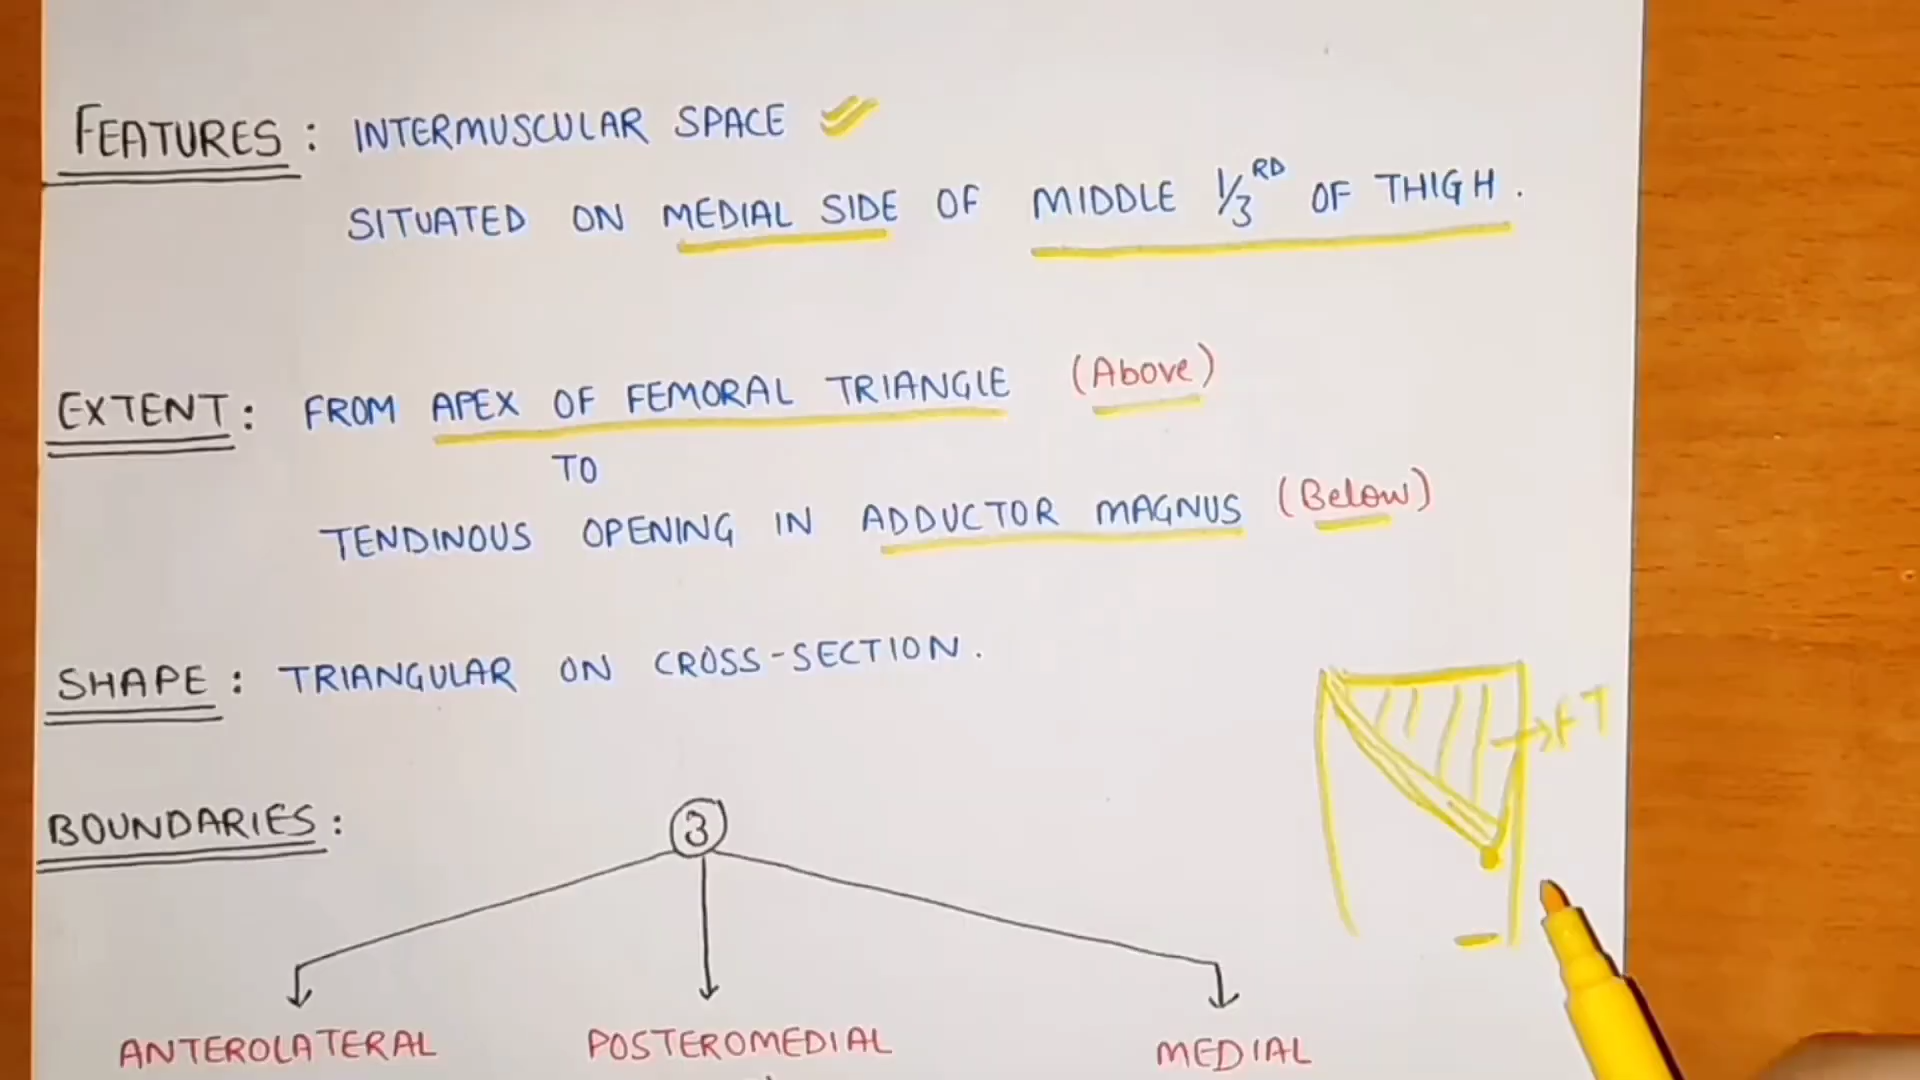 FEATURES: INTERMUSCULAR SPACE
SITUATED ON MEDIAL SIDE OF MIDDLE 1/3RD OF THIGH.
EXTENT: FROM APEX OF FEMORAL TRIANGLE (Above)
TO
TENDINOUS OPENING IN ADDUCTOR MAGNUS (Below)
SHAPE: TRIANGULAR ON CROSS-SECTION.
FT
BOUNDARIES: 3
ANTEROLATERAL POSTEROMEDIAL MEDIAL